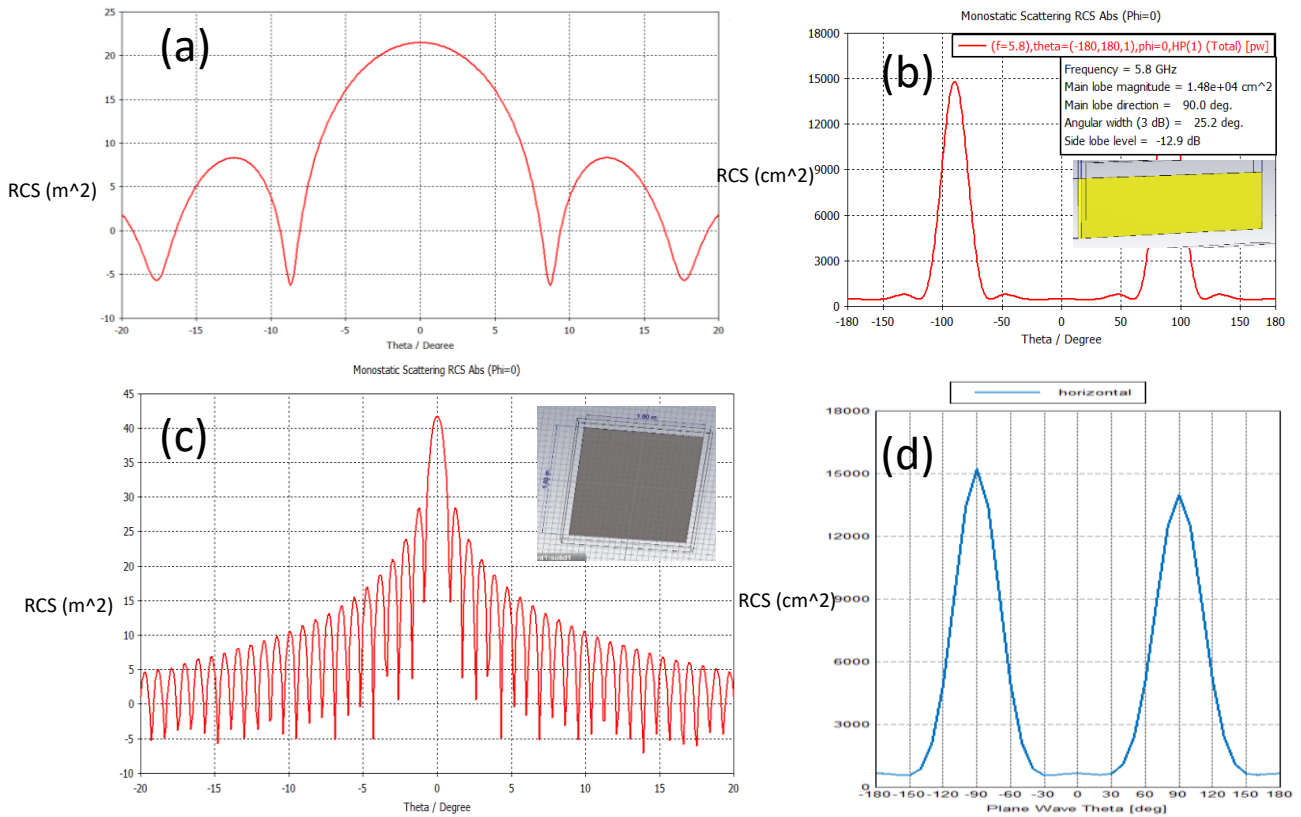 (a)
25
20
15
10
5
0
-5
-10
RCS (m^2)
-20 -15 -10 -5 0 5 10 15 20
Theta / Degree
Monostatic Scattering RCS Abs (Phi=0)
(b)
18000
15000
12000
9000
6000
3000
0
RCS (cm^2)
(f=5.8),theta=(-180,180,1),phi=0,HP(1) (Total) [pw]
Frequency = 5.8 GHz
Main lobe magnitude = 1.48e+04 cm^2
Main lobe direction = 90.0 deg.
Angular width (3 dB) = 25.2 deg.
Side lobe level = -12.9 dB
-180 -150 -100 -50 0 50 100 150 180
Theta / Degree
Monostatic Scattering RCS Abs (Phi=0)
(c)
45
40
35
30
25
20
15
10
5
0
-5
-10
RCS (m^2)
1.00 m
1.00 m
-20 -15 -10 -5 0 5 10 15 20
Theta / Degree
horizontal
(d)
18000
15000
12000
9000
6000
3000
0
RCS (cm^2)
-180 -150 -120 -90 -60 -30 0 30 60 90 120 150 180
Plane Wave Theta [deg]